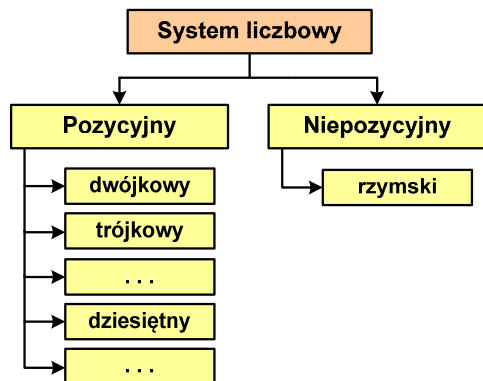 System liczbowy
Pozycyjny
dwójkowy
trójkowy
. . .
dziesiętny
. . .
Niepozycyjny
rzymski